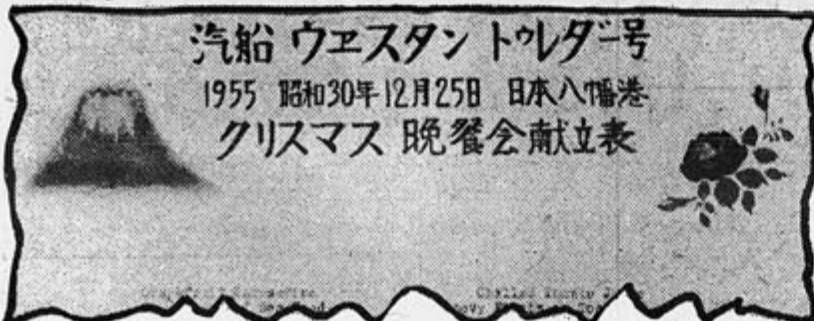 汽船 ウエスタン トゥレダー号
1955 昭和30年12月25日 日本八幡港
クリスマス 晩餐会献立表
Chilled Tomato